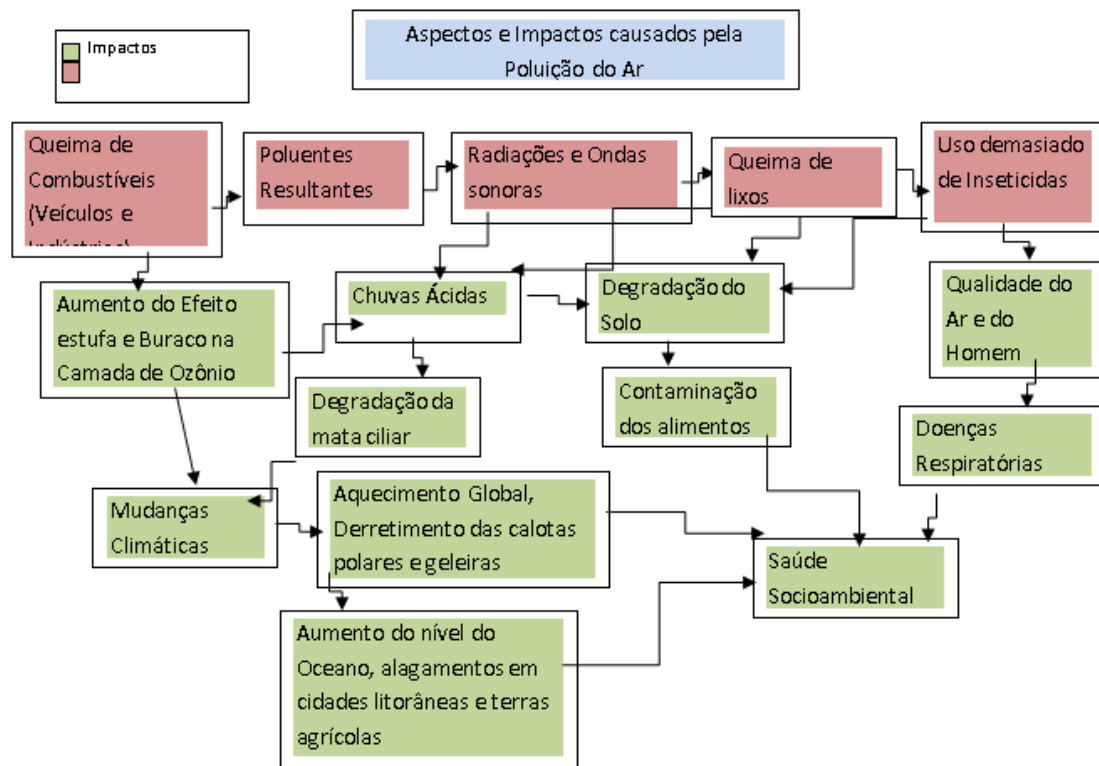 Impactos
Aspectos e Impactos causados pela
Poluição do Ar
Queima de
Combustíveis
(Veículos e
Poluentes
Resultantes
Radiações e Ondas
sonoras
Queima de
lixos
Uso demasiado
de Inseticidas
Aumento do Efeito
estufa e Buraco na
Camada de Ozônio
Chuvas Ácidas
Degradação do
Solo
Qualidade do
Ar e do
Homem
Degradação da
mata ciliar
Contaminação
dos alimentos
Doenças
Respiratórias
Mudanças
Climáticas
Aquecimento Global,
Derretimento das calotas
polares e geleiras
Saúde
Socioambiental
Aumento do nível do
Oceano, alagamentos em
cidades litorâneas e terras
agrícolas